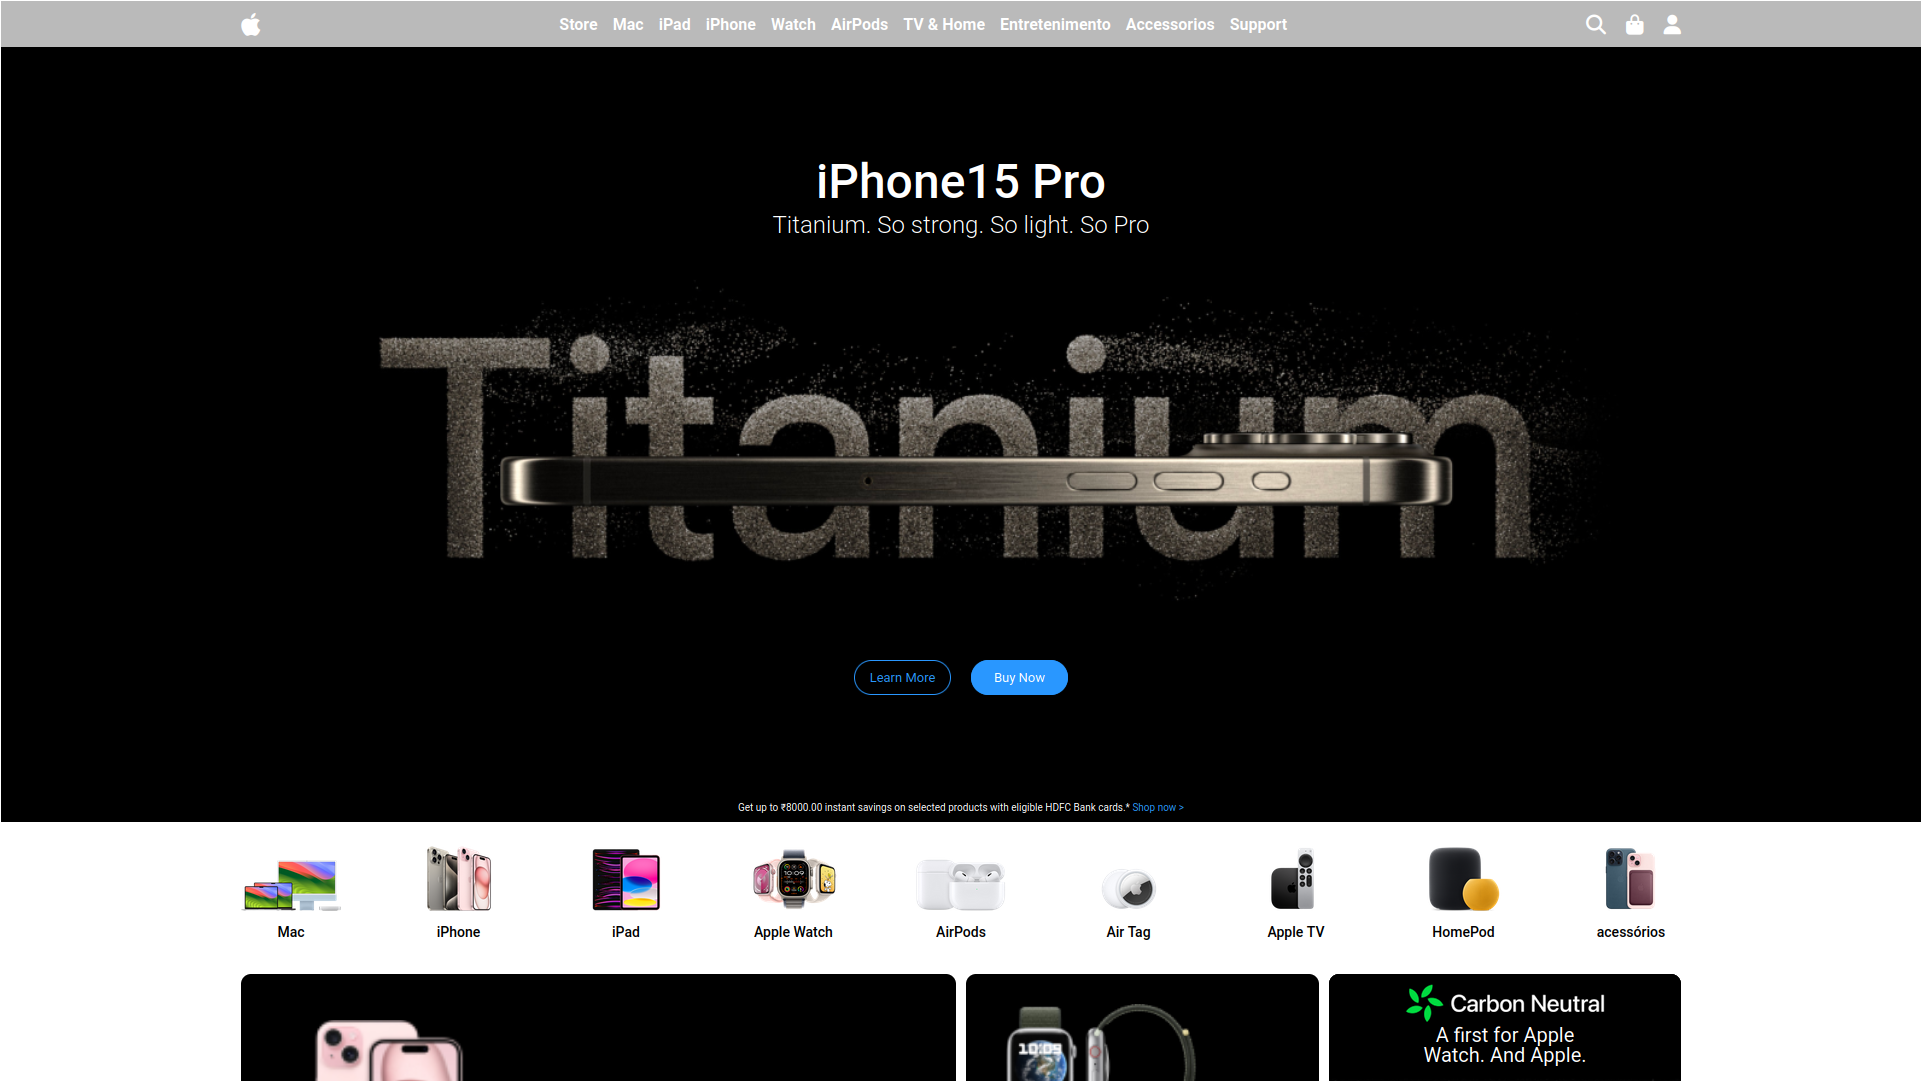 Store Mac iPad iPhone Watch AirPods TV & Home Entretenimento Accessorios Support
iPhone15 Pro
Titanium. So strong. So light. So Pro
Titanium
Learn More Buy Now
Get up to ₹8000.00 instant savings on selected products with eligible HDFC Bank cards.* Shop now >
Mac iPhone iPad Apple Watch AirPods Air Tag Apple TV HomePod acessórios
10:09
Carbon Neutral
A first for Apple
Watch. And Apple.